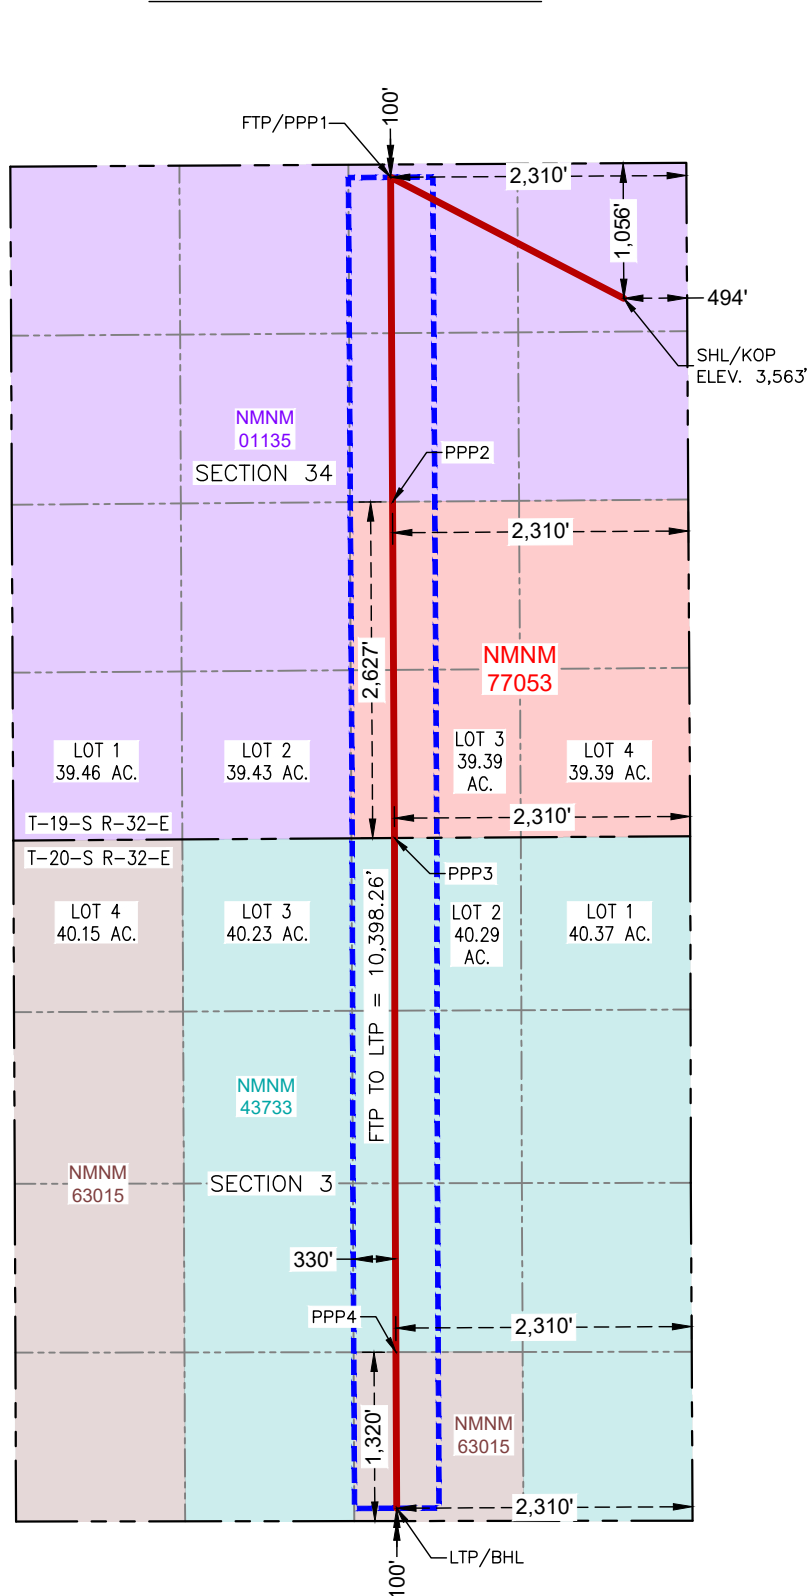 100'
FTP/PPP1
2,310'
1,056'
494'
SHL/KOP
ELEV. 3,563'
NMNM
01135
SECTION 34
PPP2
2,310'
2,627'
NMNM
77053
LOT 1
39.46 AC.
LOT 2
39.43 AC.
LOT 3
39.39
AC.
LOT 4
39.39 AC.
T-19-S R-32-E
2,310'
T-20-S R-32-E
PPP3
LOT 4
40.15 AC.
LOT 3
40.23 AC.
FTP TO LTP = 10,398.26'
LOT 2
40.29
AC.
LOT 1
40.37 AC.
NMNM
43733
NMNM
63015
SECTION 3
330'
PPP4
2,310'
1,320'
NMNM
63015
2,310'
LTP/BHL
100'